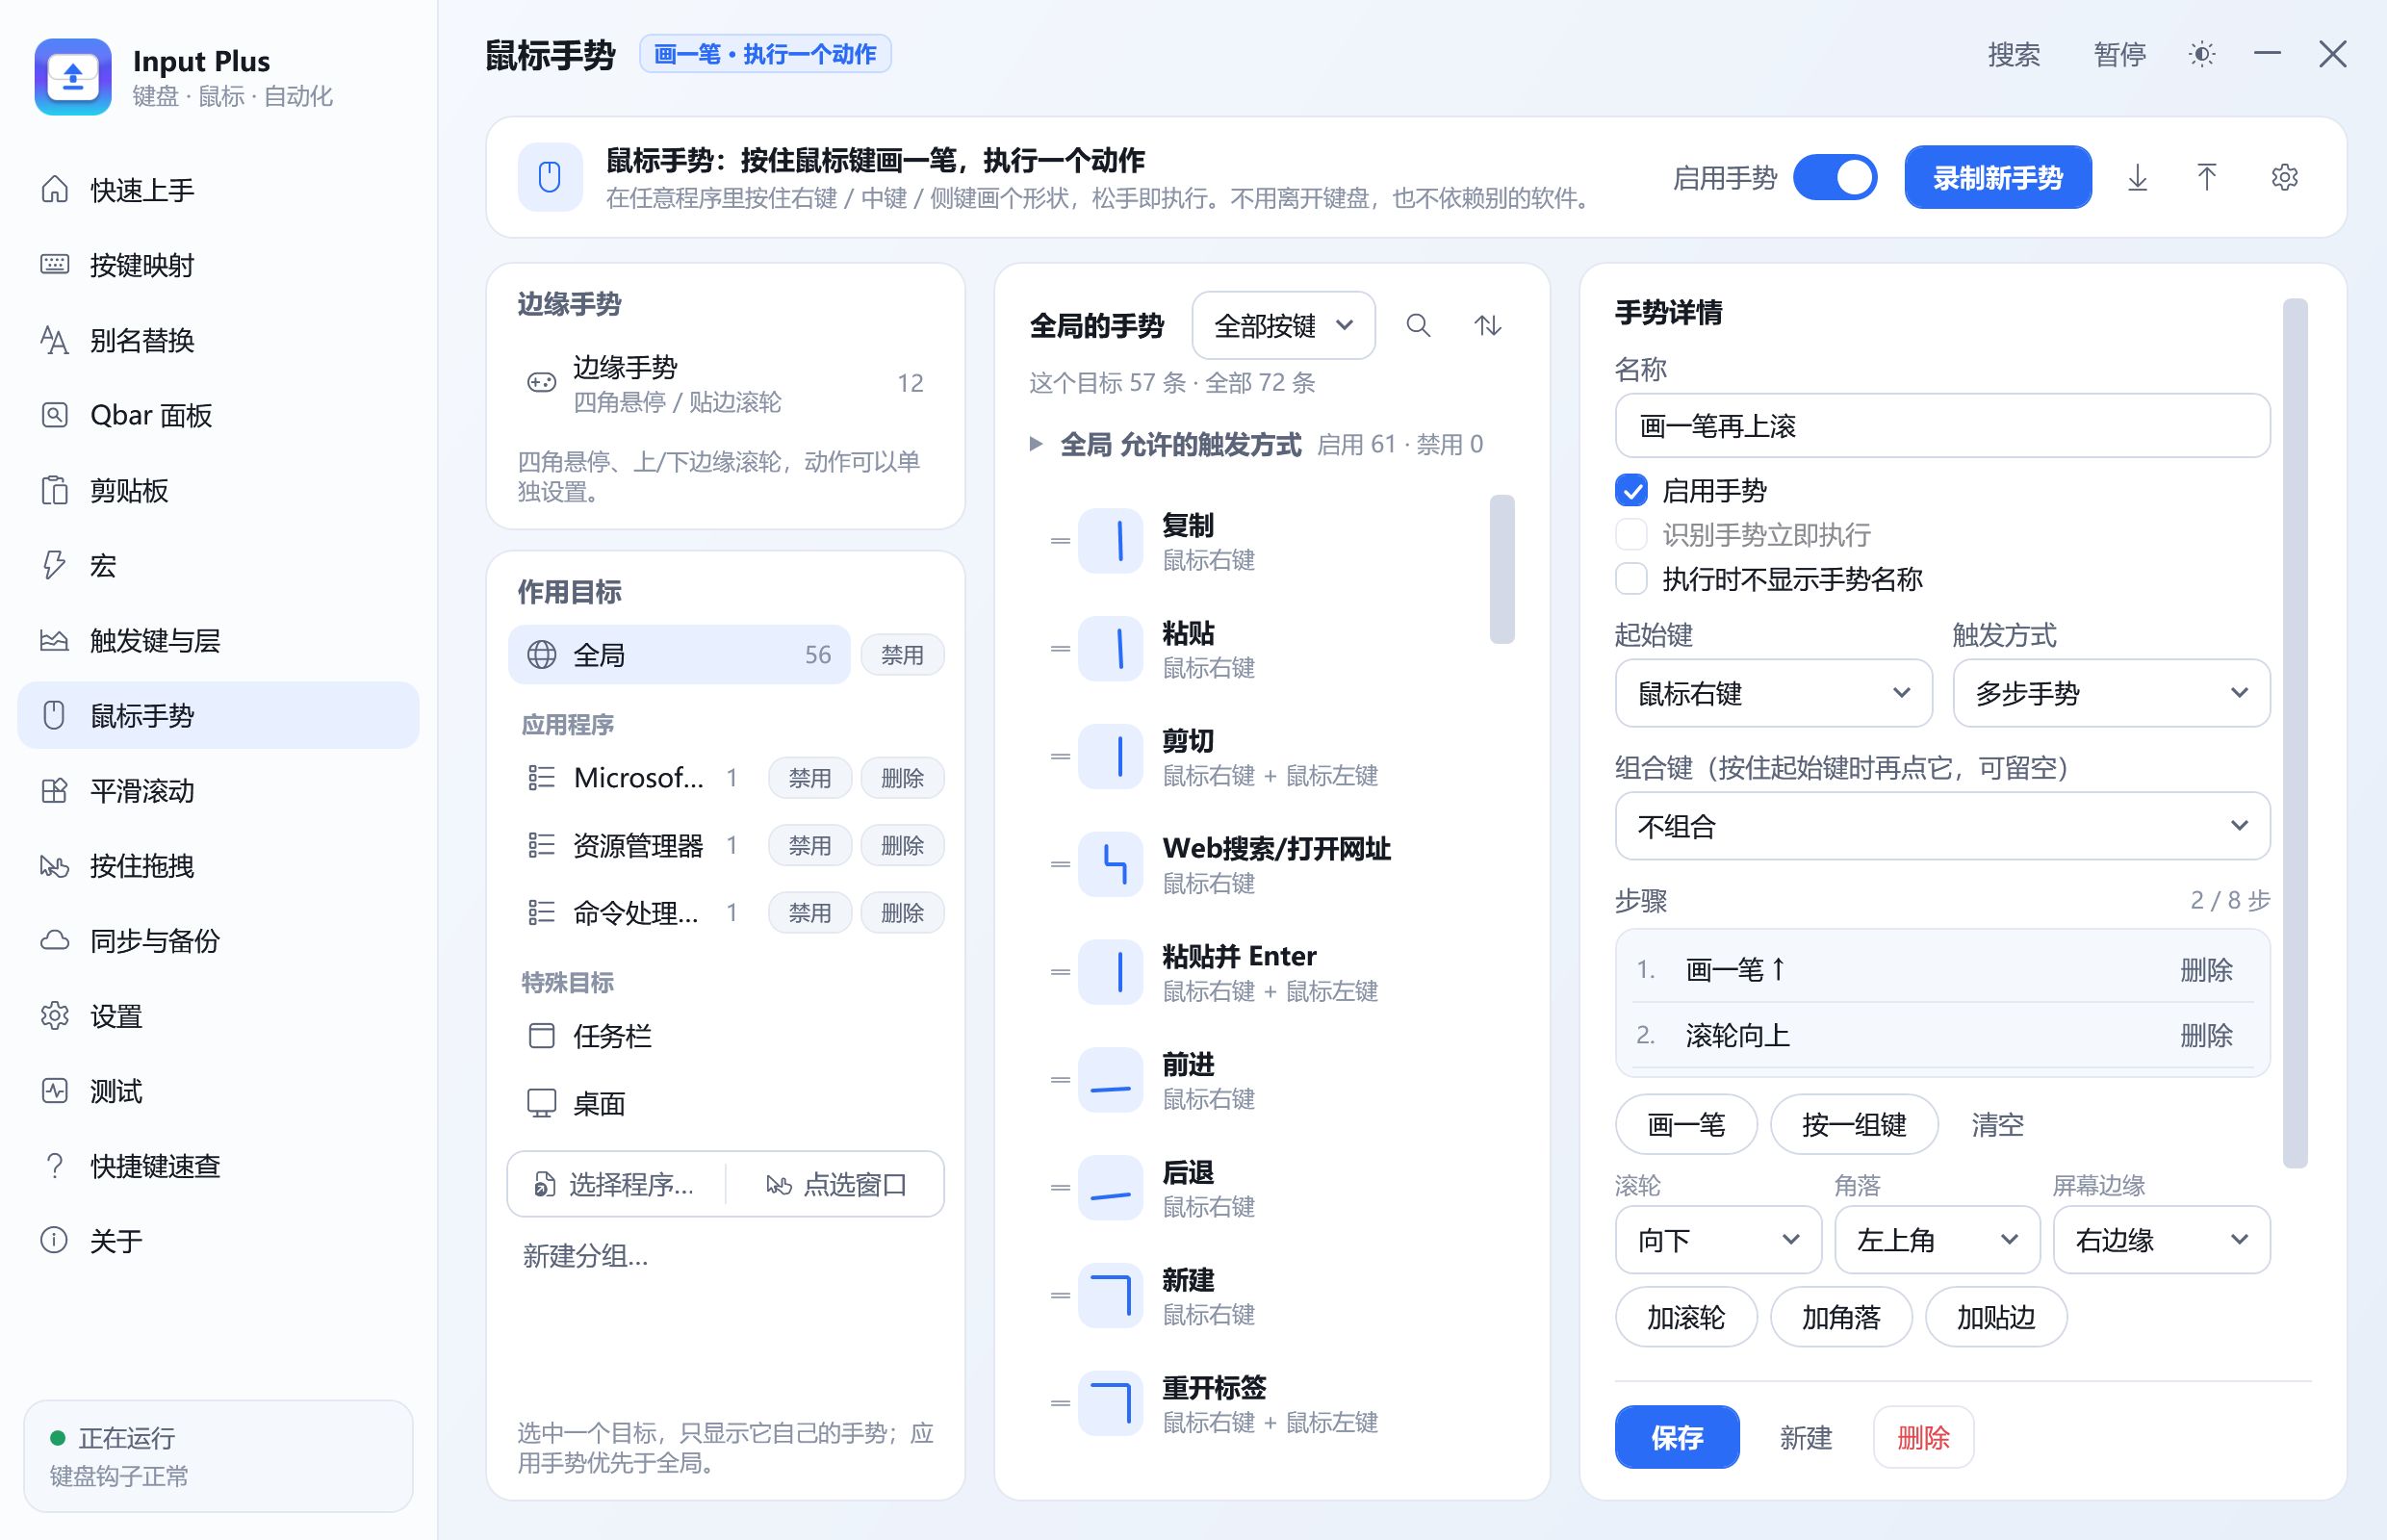 Input Plus
键盘 · 鼠标 · 自动化
快速上手
按键映射
别名替换
Qbar 面板
剪贴板
宏
触发键与层
鼠标手势
平滑滚动
按住拖拽
同步与备份
设置
测试
快捷键速查
关于
正在运行
键盘钩子正常
鼠标手势
画一笔 • 执行一个动作
搜索
暂停
鼠标手势：按住鼠标键画一笔，执行一个动作
在任意程序里按住右键 / 中键 / 侧键画个形状，松手即执行。不用离开键盘，也不依赖别的软件。
启用手势
录制新手势
边缘手势
边缘手势
12
四角悬停 / 贴边滚轮
四角悬停、上/下边缘滚轮，动作可以单
独设置。
作用目标
全局 56 禁用
应用程序
Microsof... 1 禁用 删除
资源管理器 1 禁用 删除
命令处理... 1 禁用 删除
特殊目标
任务栏
桌面
选择程序... 点选窗口
新建分组...
选中一个目标，只显示它自己的手势；应
用手势优先于全局。
全局的手势 全部按键
这个目标 57 条 · 全部 72 条
全局 允许的触发方式 启用 61 · 禁用 0
复制
鼠标右键
粘贴
鼠标右键
剪切
鼠标右键 + 鼠标左键
Web搜索/打开网址
鼠标右键
粘贴并 Enter
鼠标右键 + 鼠标左键
前进
鼠标右键
后退
鼠标右键
新建
鼠标右键
重开标签
鼠标右键 + 鼠标左键
手势详情
名称
画一笔再上滚
启用手势
识别手势立即执行
执行时不显示手势名称
起始键 触发方式
鼠标右键 多步手势
组合键（按住起始键时再点它，可留空）
不组合
步骤 2 / 8 步
1. 画一笔 ↑ 删除
2. 滚轮向上 删除
画一笔 按一组键 清空
滚轮 角落 屏幕边缘
向下 左上角 右边缘
加滚轮 加角落 加贴边
保存 新建 删除